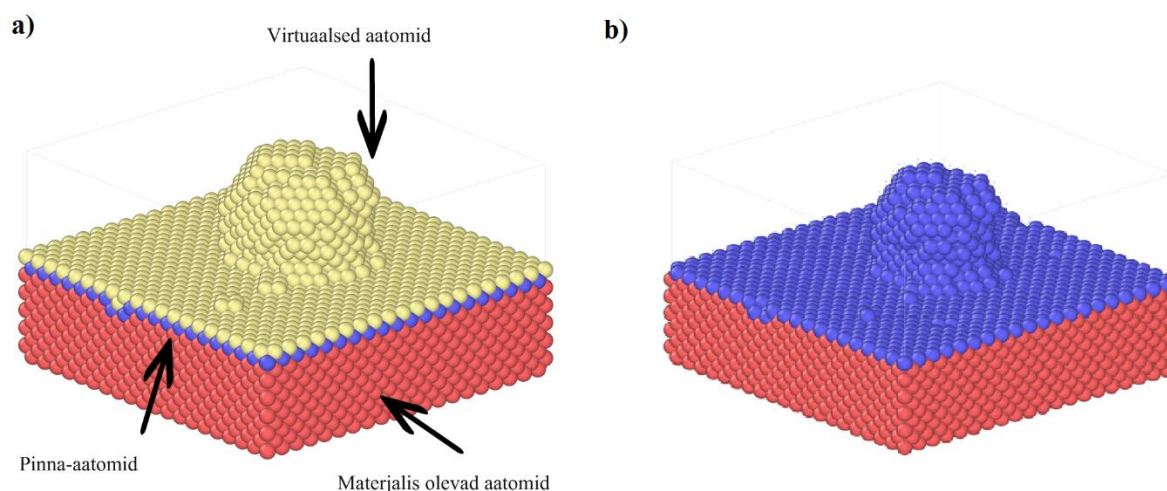 a)
Virtuaalsed aatomid
b)
Pinna-aatomid
Materjalis olevad aatomid